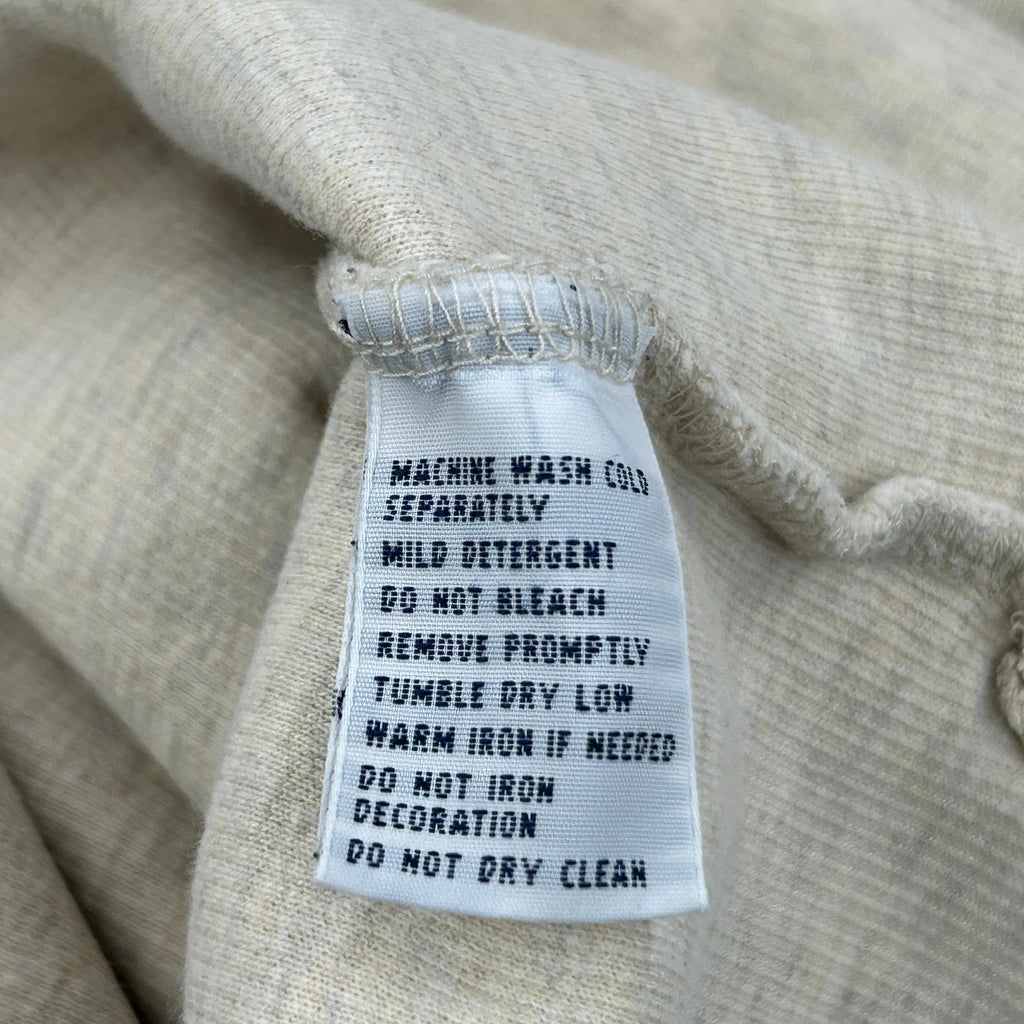 MACHINE WASH COLD
SEPARATELY
MILD DETERGENT
DO NOT BLEACH
REMOVE PROMPTLY
TUMBLE DRY LOW
WARM IRON IF NEEDED
DO NOT IRON
DECORATION
DO NOT DRY CLEAN